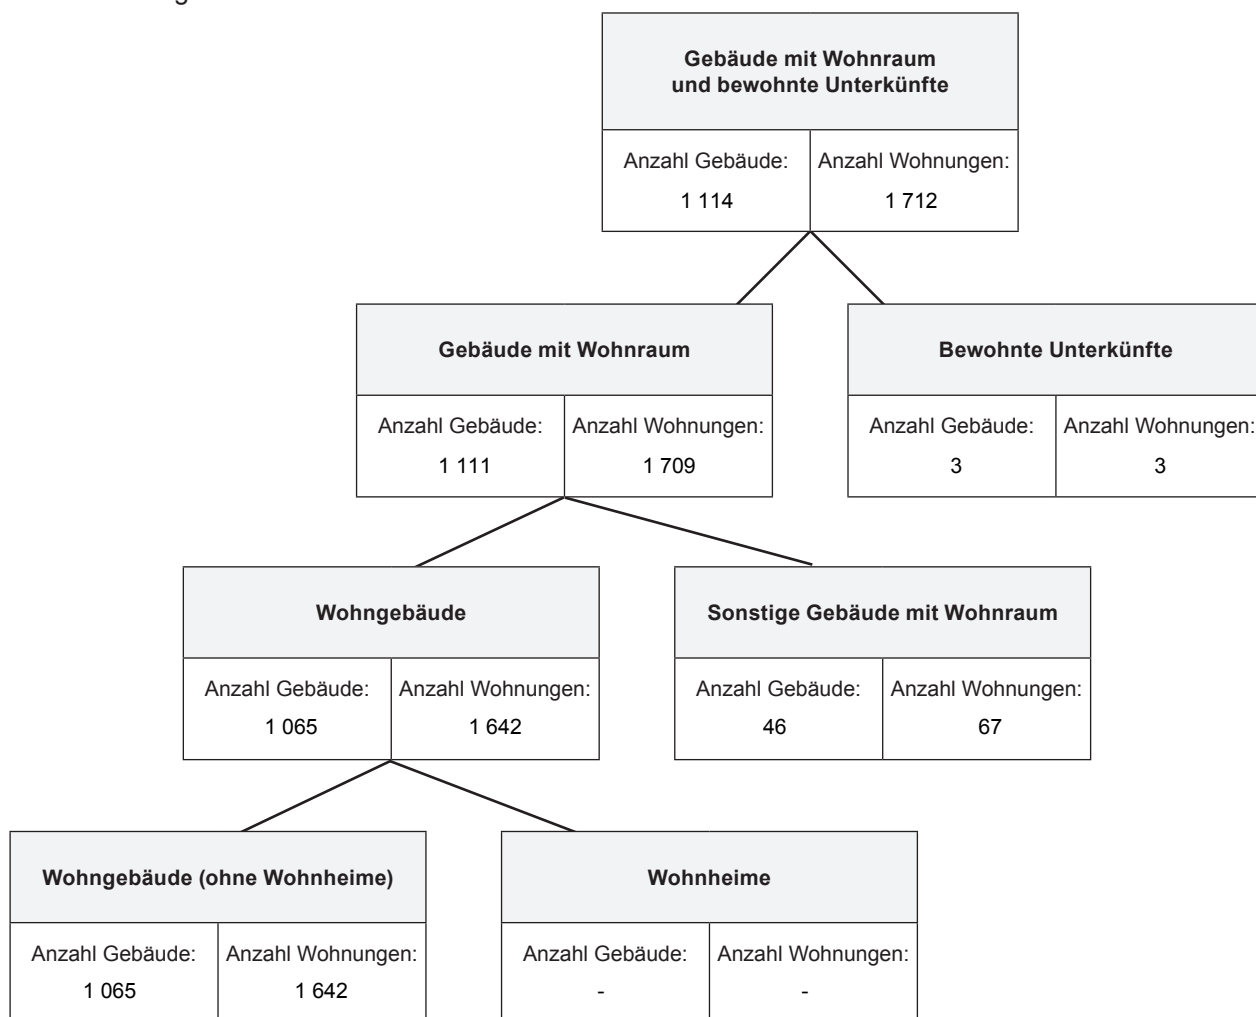 Gebäude mit Wohnraum
und bewohnte Unterkünfte
Anzahl Gebäude:
Anzahl Wohnungen:
1 114
1 712
Gebäude mit Wohnraum
Bewohnte Unterkünfte
Anzahl Gebäude:
Anzahl Wohnungen:
1 111
1 709
Anzahl Gebäude:
Anzahl Wohnungen:
3
3
Wohngebäude
Sonstige Gebäude mit Wohnraum
Anzahl Gebäude:
Anzahl Wohnungen:
1 065
1 642
Anzahl Gebäude:
Anzahl Wohnungen:
46
67
Wohngebäude (ohne Wohnheime)
Wohnheime
Anzahl Gebäude:
Anzahl Wohnungen:
1 065
1 642
Anzahl Gebäude:
Anzahl Wohnungen:
-
-